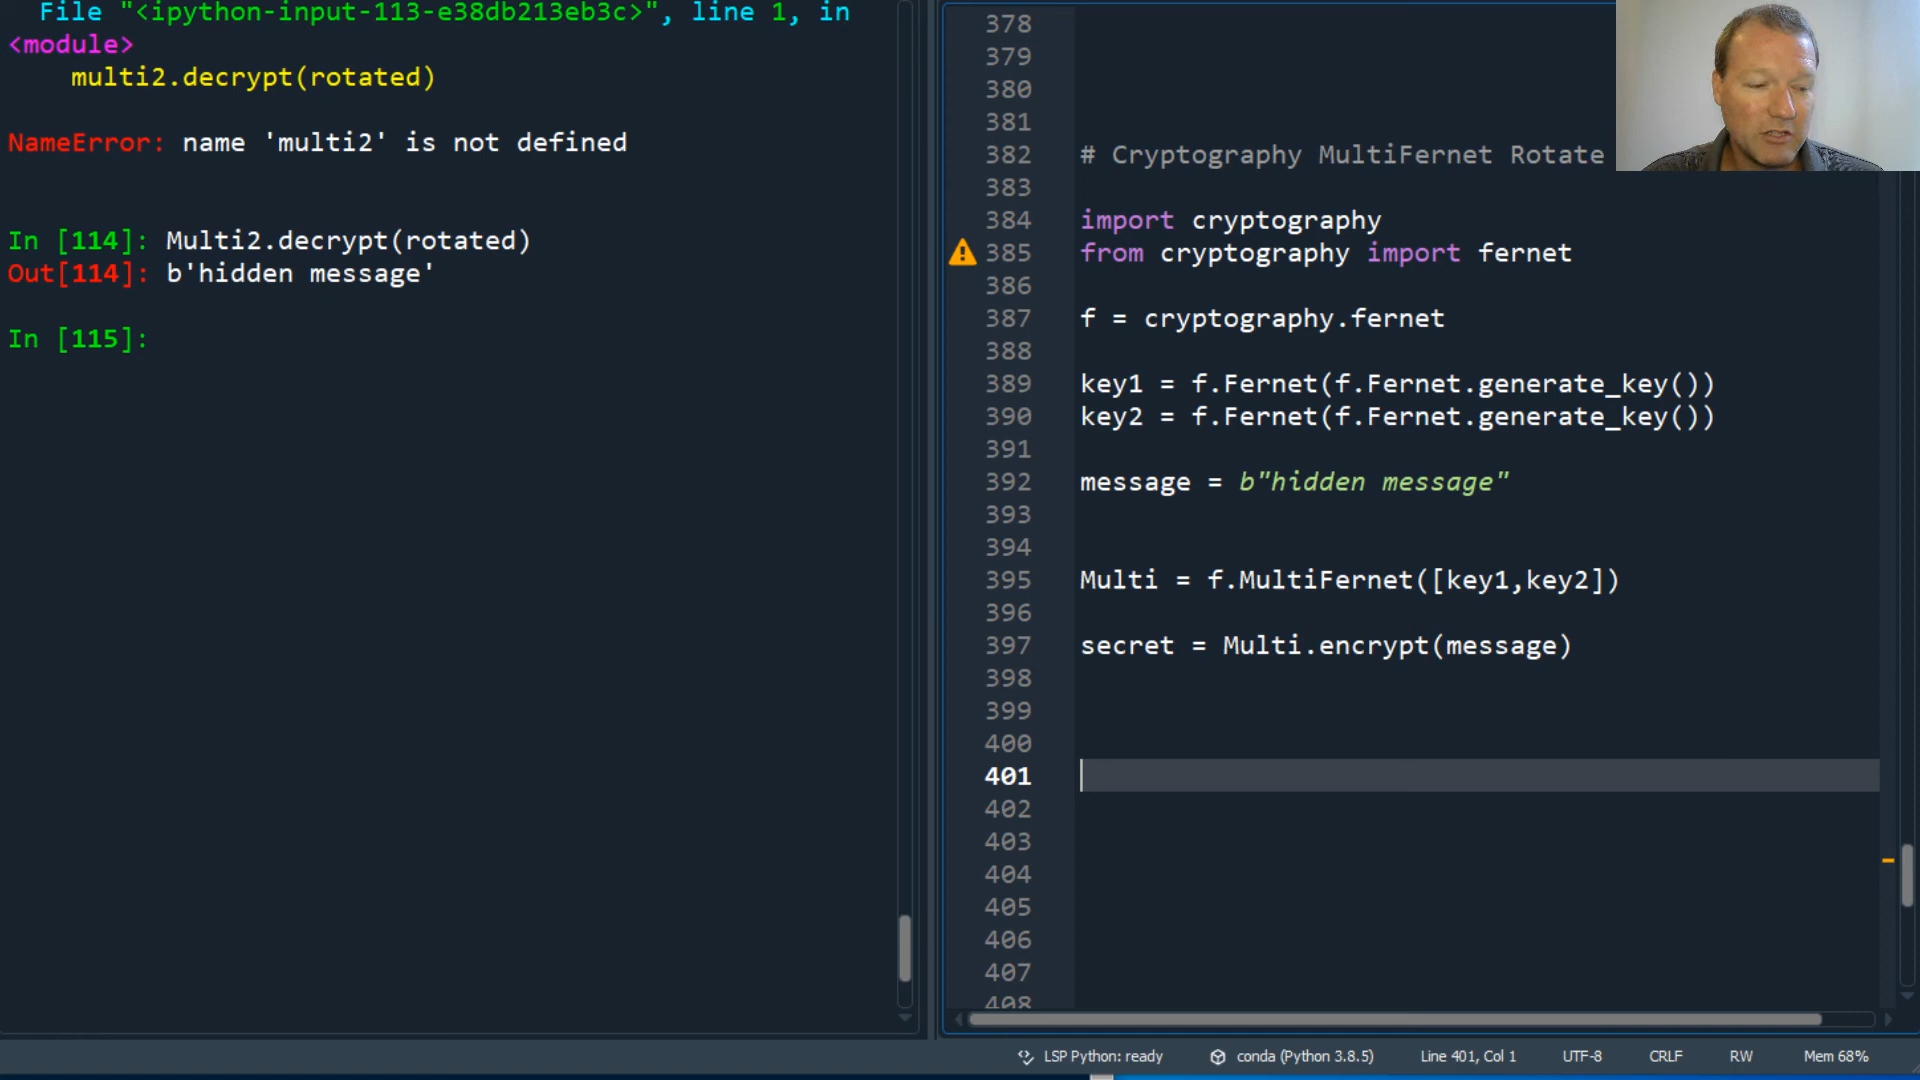 File "<ipython-input-113-e38db213eb3c>", line 1, in
<module>
multi2.decrypt(rotated)
NameError: name 'multi2' is not defined
In [114]: Multi2.decrypt(rotated)
Out[114]: b'hidden message'
In [115]:
378
379
380
381
382 # Cryptography MultiFernet Rotate
383
384 import cryptography
385 from cryptography import fernet
386
387 f = cryptography.fernet
388
389 key1 = f.Fernet(f.Fernet.generate_key())
390 key2 = f.Fernet(f.Fernet.generate_key())
391
392 message = b"hidden message"
393
394
395 Multi = f.MultiFernet([key1,key2])
396
397 secret = Multi.encrypt(message)
398
399
400
401
402
403
404
405
406
407
408
LSP Python: ready conda (Python 3.8.5) Line 401, Col 1 UTF-8 CRLF RW Mem 68%